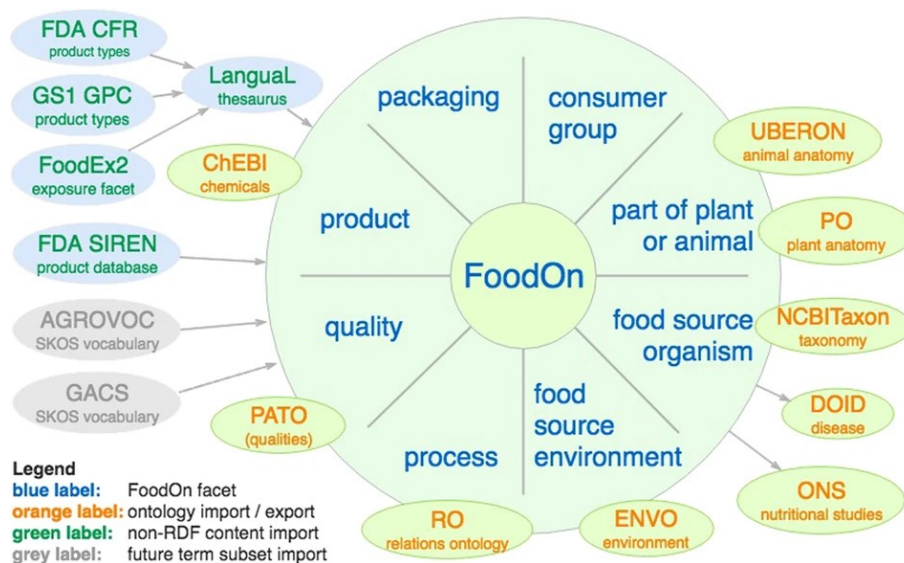 FDA CFR
product types
GS1 GPC
product types
FoodEx2
exposure facet
LanguaL
thesaurus
ChEBI
chemicals
FDA SIREN
product database
AGROVOC
SKOS vocabulary
GACS
SKOS vocabulary
PATO
(qualities)
packaging
consumer
group
product
part of plant
or animal
FoodOn
quality
food source
organism
process
food
source
environment
UBERON
animal anatomy
PO
plant anatomy
NCBITaxon
taxonomy
DOID
disease
ONS
nutritional studies
RO
relations ontology
ENVO
environment
Legend
blue label: FoodOn facet
orange label: ontology import / export
green label: non-RDF content import
grey label: future term subset import